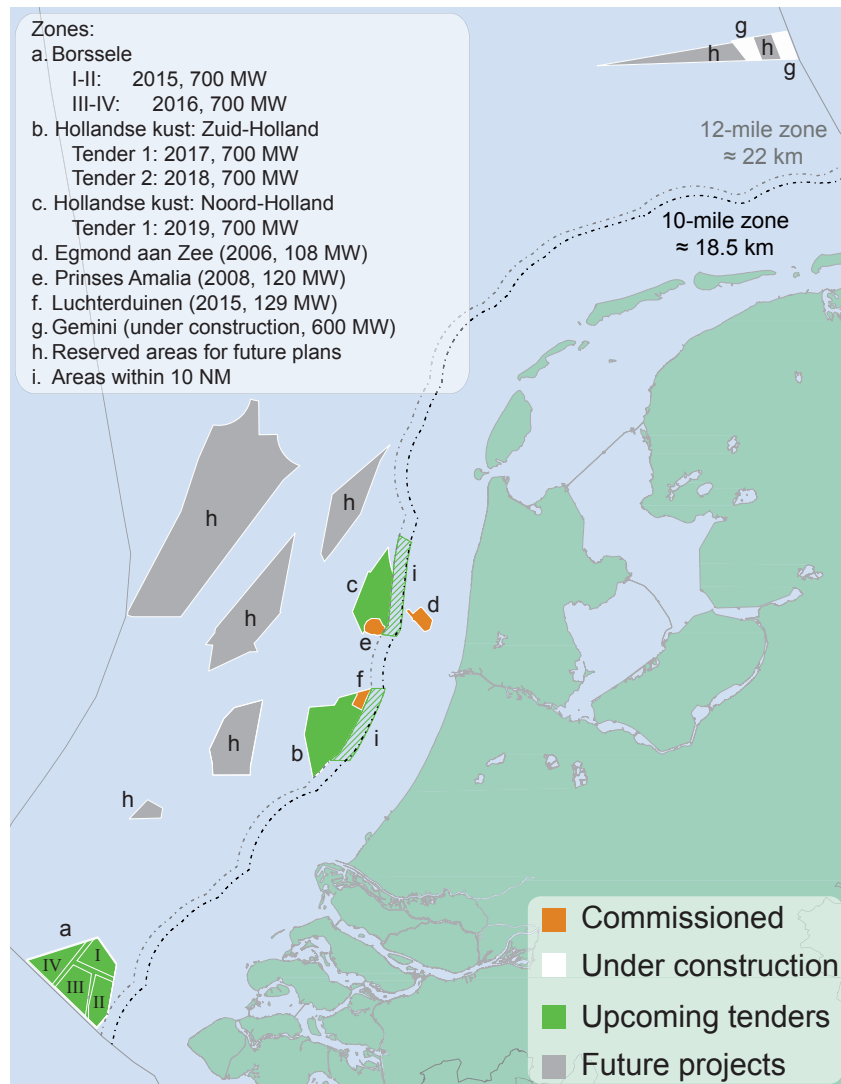 Zones:
a. Borssele
I-II: 2015, 700 MW
III-IV: 2016, 700 MW
b. Hollandse kust: Zuid-Holland
Tender 1: 2017, 700 MW
Tender 2: 2018, 700 MW
c. Hollandse kust: Noord-Holland
Tender 1: 2019, 700 MW
d. Egmond aan Zee (2006, 108 MW)
e. Prinses Amalia (2008, 120 MW)
f. Luchterduinen (2015, 129 MW)
g. Gemini (under construction, 600 MW)
h. Reserved areas for future plans
i. Areas within 10 NM
g
h
h
g
12-mile zone
≈ 22 km
10-mile zone
≈ 18.5 km
h
h
c
i
d
h
e
f
h
b
i
h
a
IV
I
III
II
Commissioned
Under construction
Upcoming tenders
Future projects